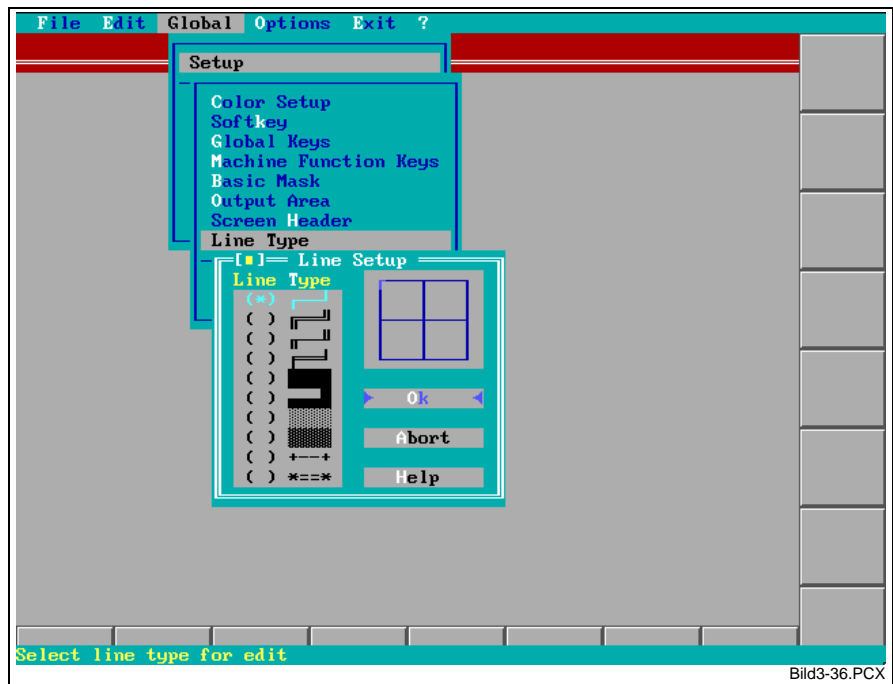 File Edit Global Options Exit ?
Setup
Color Setup
Softkey
Global Keys
Machine Function Keys
Basic Mask
Output Area
Screen Header
Line Type
[■] Line Setup
Line Type
(*)
( )
( )
( )
( )
( )
Ok
( )
( )
Abort
( ) +--+
( ) *==*
Help
Select line type for edit
Bild3-36.PCX